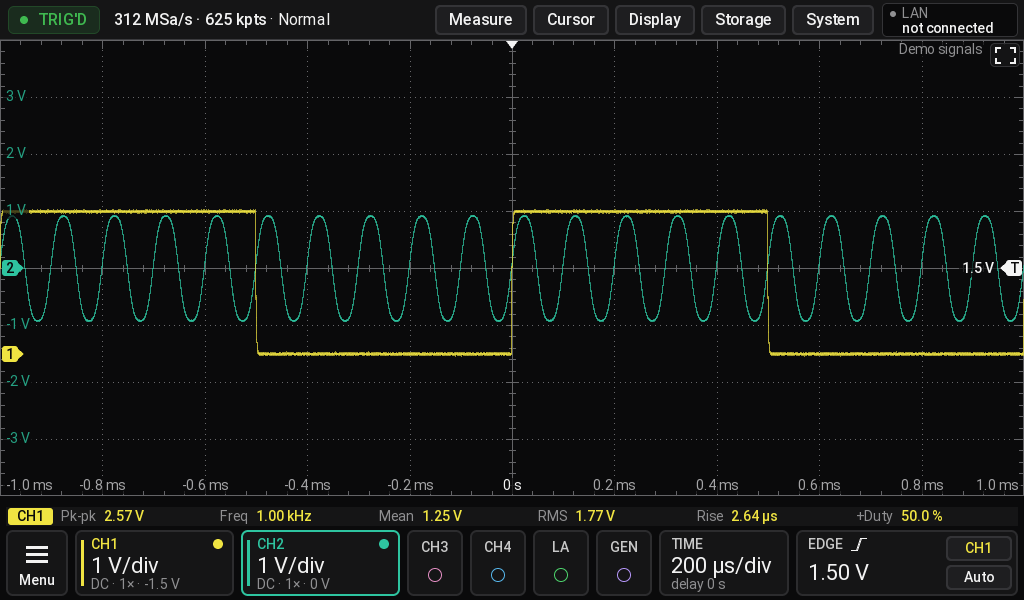 TRIG'D 312 MSa/s · 625 kpts · Normal Measure Cursor Display Storage System LAN
not connected
Demo signals
3 V
2 V
1 V
2 1.5 V T
-1 V
1
-2 V
-3 V
-1.0 ms -0.8 ms -0.6 ms -0.4 ms -0.2 ms 0 s 0.2 ms 0.4 ms 0.6 ms 0.8 ms 1.0 ms
CH1 Pk-pk 2.57 V Freq 1.00 kHz Mean 1.25 V RMS 1.77 V Rise 2.64 µs +Duty 50.0 %
Menu
CH1
1 V/div
DC · 1× · -1.5 V
CH2
1 V/div
DC · 1× · 0 V
CH3
CH4
LA
GEN
TIME
200 µs/div
delay 0 s
EDGE
1.50 V
CH1
Auto